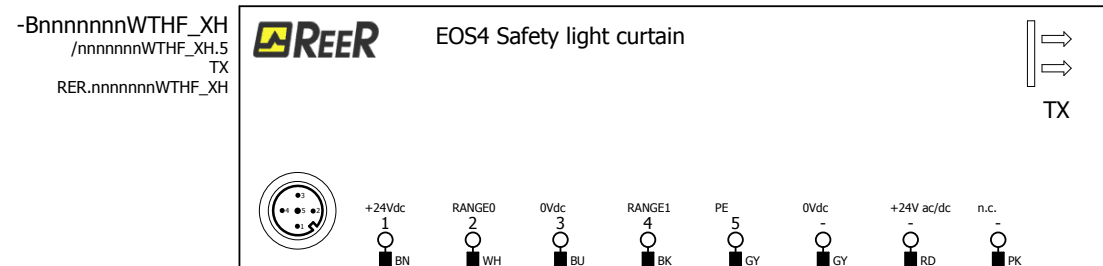 -BnnnnnnnWTHF_XH
/nnnnnnnWTHF_XH.5
TX
RER.nnnnnnnWTHF_XH
REER EOS4 Safety light curtain
TX
3
4 5 2
1
+24Vdc RANGE0 0Vdc RANGE1 PE 0Vdc +24V ac/dc n.c.
1 2 3 4 5 - - -
BN WH BU BK GY GY RD PK